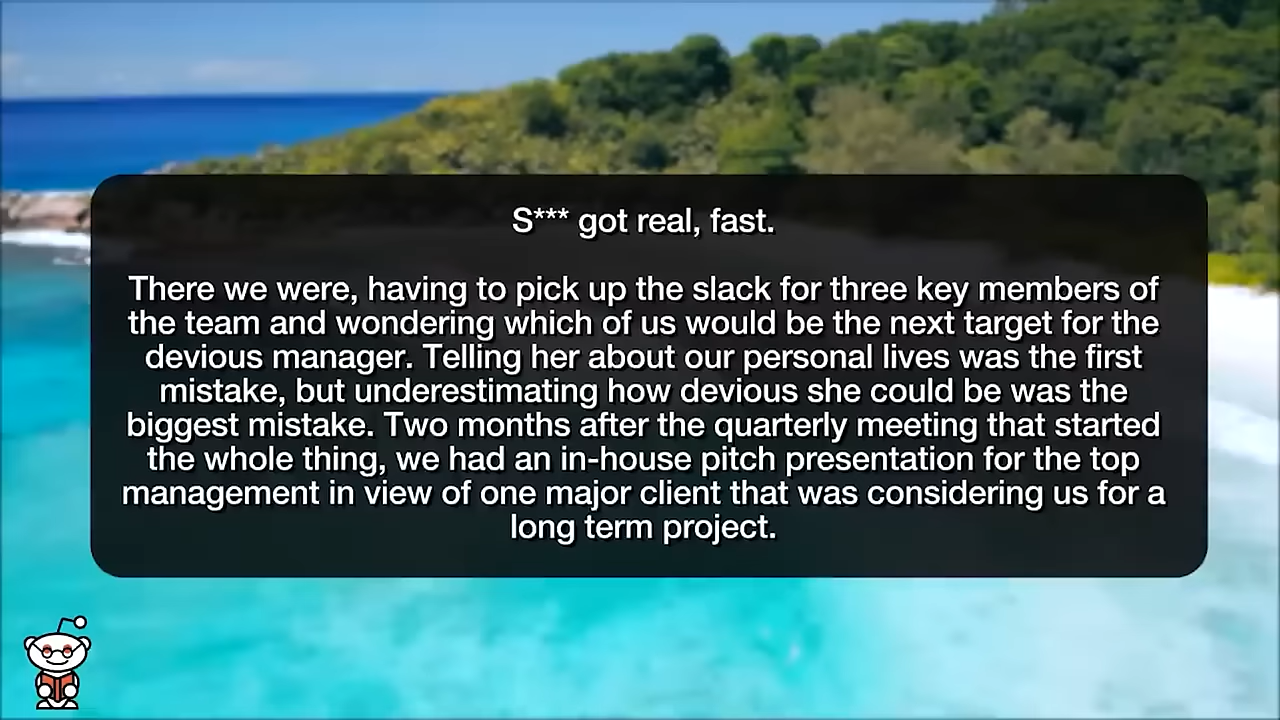 S*** got real, fast.
There we were, having to pick up the slack for three key members of
the team and wondering which of us would be the next target for the
devious manager. Telling her about our personal lives was the first
mistake, but underestimating how devious she could be was the
biggest mistake. Two months after the quarterly meeting that started
the whole thing, we had an in-house pitch presentation for the top
management in view of one major client that was considering us for a
long term project.